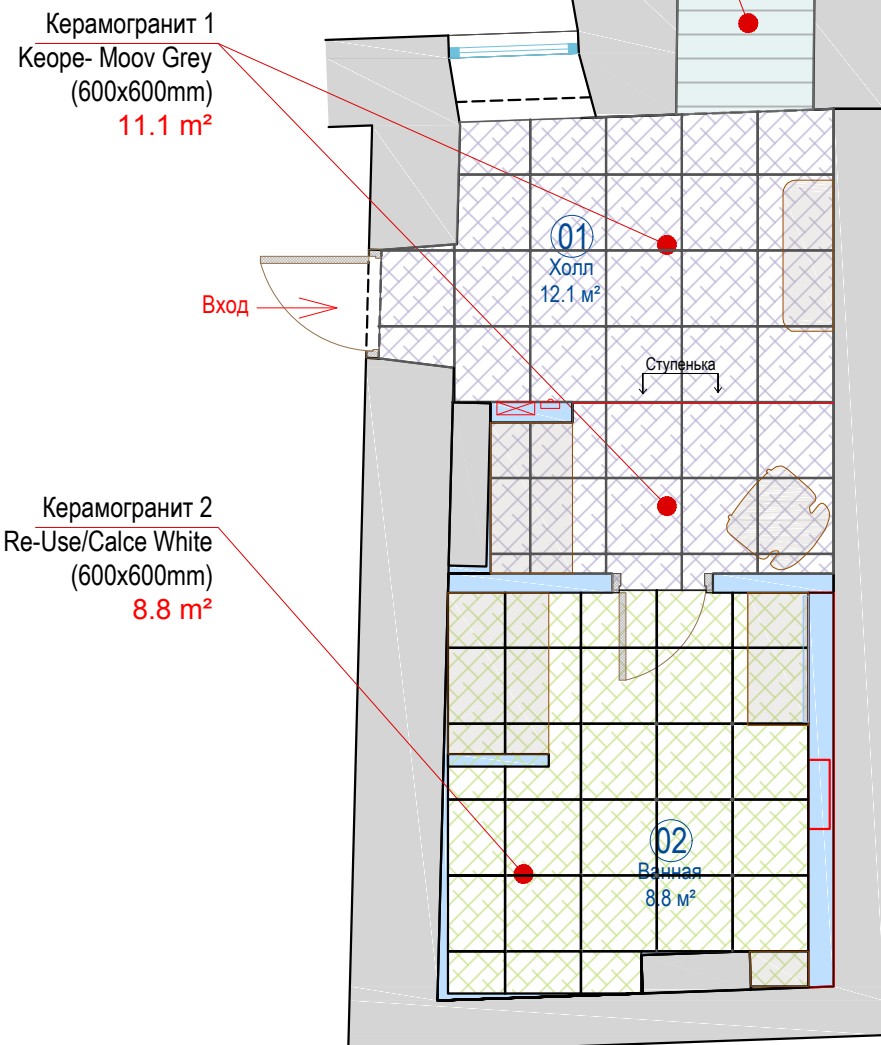 Керамогранит 1
Keope- Moov Grey
(600x600mm)
11.1 m²
01
Холл
12.1 м²
Вход
Ступенька
Керамогранит 2
Re-Use/Calce White
(600x600mm)
8.8 m²
02
Ванная
8.8 м²